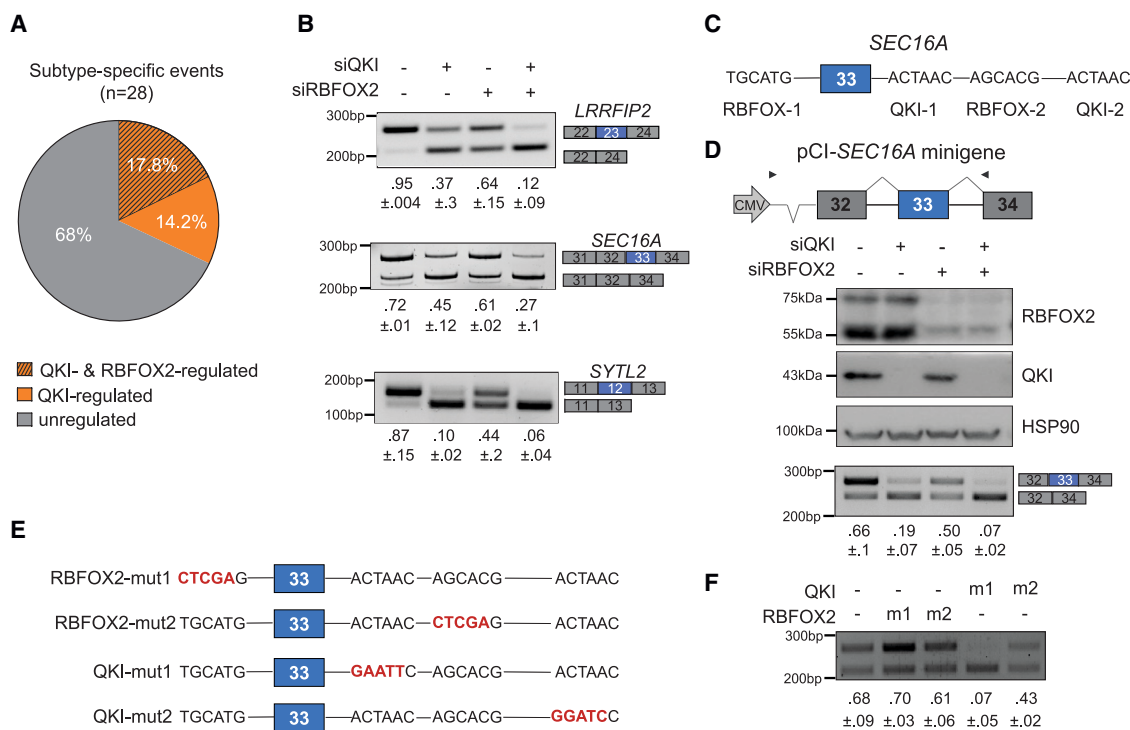 A
Subtype-specific events
(n=28)
17.8%
14.2%
68%
QKI- & RBFOX2-regulated
QKI-regulated
unregulated
B
siQKI - + - +
siRBFOX2 - - + +
LRRFIP2
300bp
200bp
22 23 24
22 24
.95 .37 .64 .12
±.004 ±.3 ±.15 ±.09
SEC16A
300bp
200bp
31 32 33 34
31 32 34
.72 .45 .61 .27
±.01 ±.12 ±.02 ±.1
SYTL2
200bp
100bp
11 12 13
11 13
.87 .10 .44 .06
±.15 ±.02 ±.2 ±.04
C
SEC16A
TGCATG 33 ACTAAC AGCACG ACTAAC
RBFOX-1 QKI-1 RBFOX-2 QKI-2
D
pCI-SEC16A minigene
CMV 32 33 34
siQKI - + - +
siRBFOX2 - - + +
75kDa
55kDa
RBFOX2
43kDa
QKI
100kDa
HSP90
300bp
200bp
32 33 34
32 34
.66 .19 .50 .07
±.1 ±.07 ±.05 ±.02
E
RBFOX2-mut1 CTCGAG 33 ACTAAC AGCACG ACTAAC
RBFOX2-mut2 TGCATG 33 ACTAAC CTCGAG ACTAAC
QKI-mut1 TGCATG 33 GAATTC AGCACG ACTAAC
QKI-mut2 TGCATG 33 ACTAAC AGCACG GGATCC
F
QKI - - - m1 m2
RBFOX2 - m1 m2 - -
300bp
200bp
.68 .70 .61 .07 .43
±.09 ±.03 ±.06 ±.05 ±.02